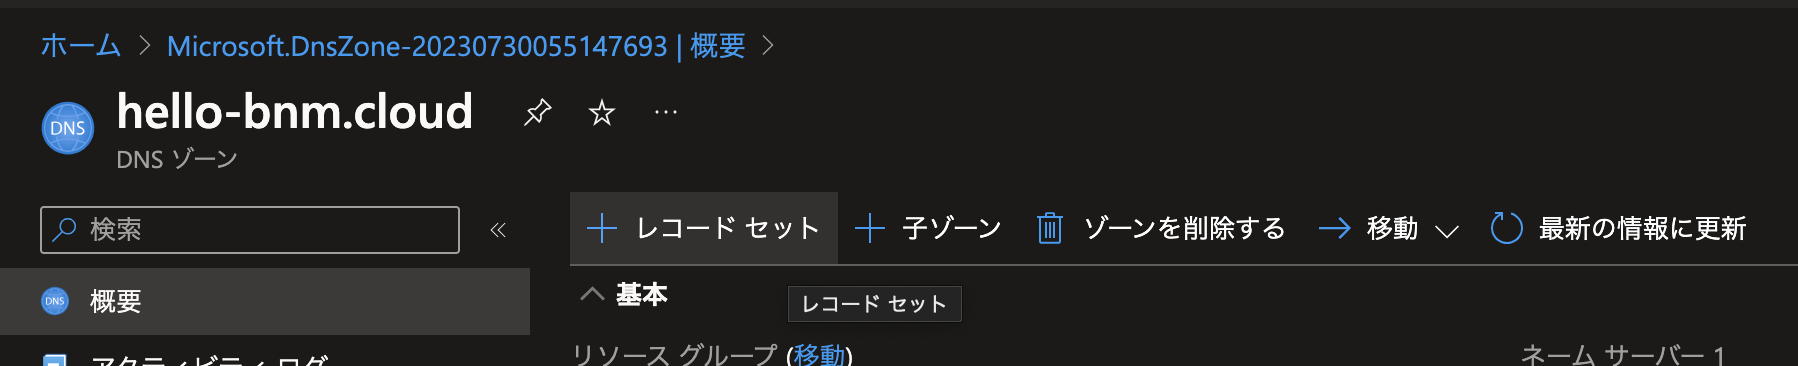 ホーム > Microsoft.DnsZone-20230730055147693 | 概要 >
DNS
hello-bnm.cloud
DNS ゾーン
検索
«
+ レコード セット + 子ゾーン ゾーンを削除する → 移動 最新の情報に更新
DNS 概要
基本
レコード セット
アクティビティ ログ
リソース グループ (移動)
ネーム サーバー 1